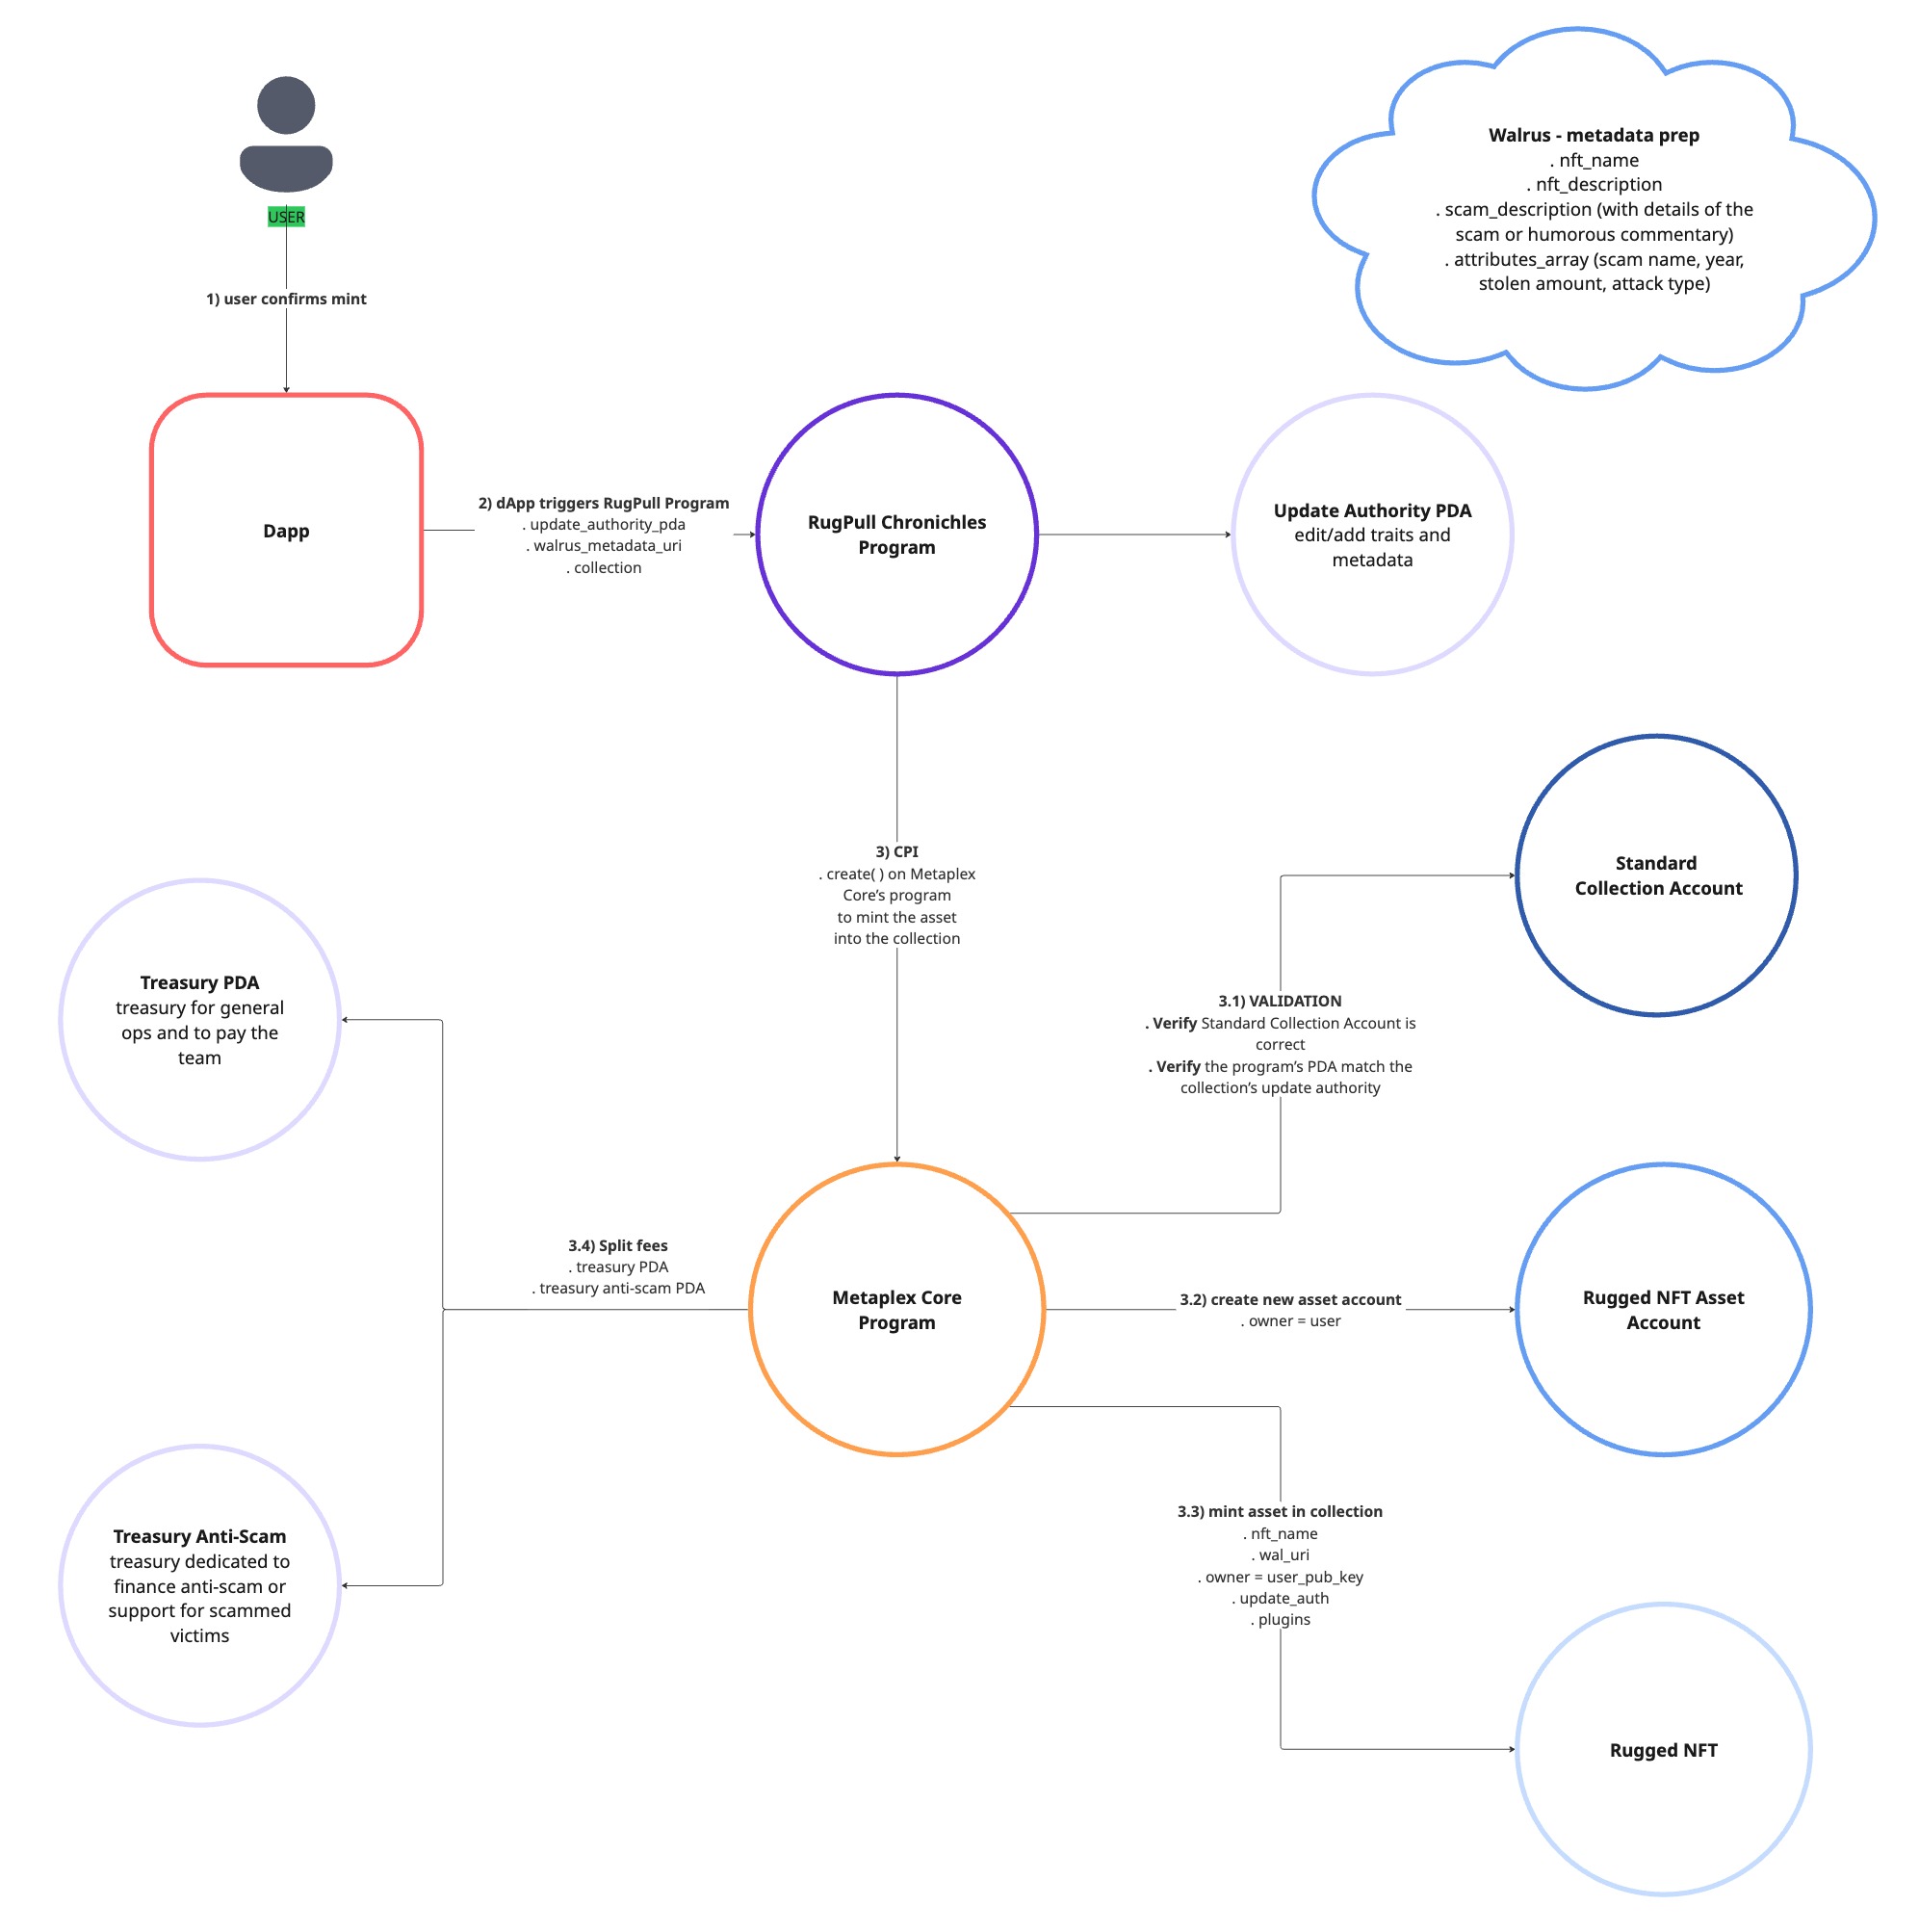 Walrus - metadata prep
. nft_name
. nft_description
. scam_description (with details of the
scam or humorous commentary)
. attributes_array (scam name, year,
stolen amount, attack type)
USER
1) user confirms mint
Dapp
2) dApp triggers RugPull Program
. update_authority_pda
. walrus_metadata_uri
. collection
RugPull Chronichles
Program
Update Authority PDA
edit/add traits and
metadata
3) CPI
. create( ) on Metaplex
Core’s program
to mint the asset
into the collection
Standard
Collection Account
3.1) VALIDATION
. Verify Standard Collection Account is
correct
. Verify the program’s PDA match the
collection’s update authority
Treasury PDA
treasury for general
ops and to pay the
team
3.4) Split fees
. treasury PDA
. treasury anti-scam PDA
Metaplex Core
Program
3.2) create new asset account
. owner = user
Rugged NFT Asset
Account
3.3) mint asset in collection
. nft_name
. wal_uri
. owner = user_pub_key
. update_auth
. plugins
Treasury Anti-Scam
treasury dedicated to
finance anti-scam or
support for scammed
victims
Rugged NFT